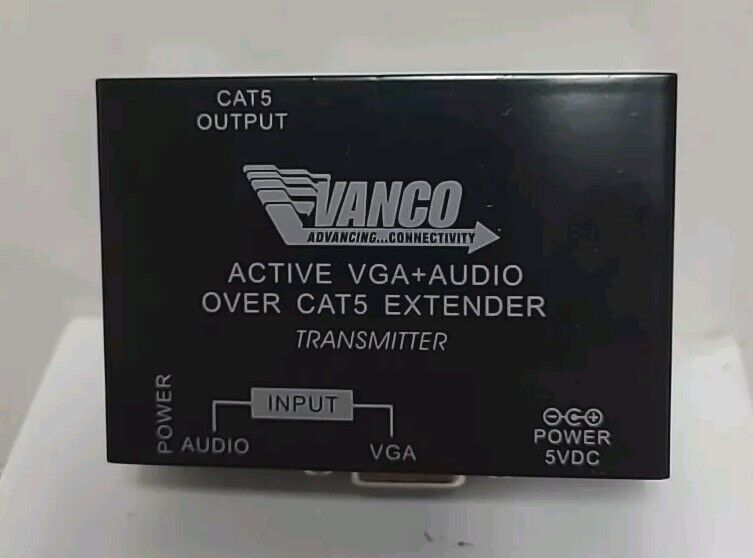 CAT5
OUTPUT
VANCO
ADVANCING...CONNECTIVITY
ACTIVE VGA+AUDIO
OVER CAT5 EXTENDER
TRANSMITTER
POWER
INPUT
AUDIO
VGA
POWER
5VDC